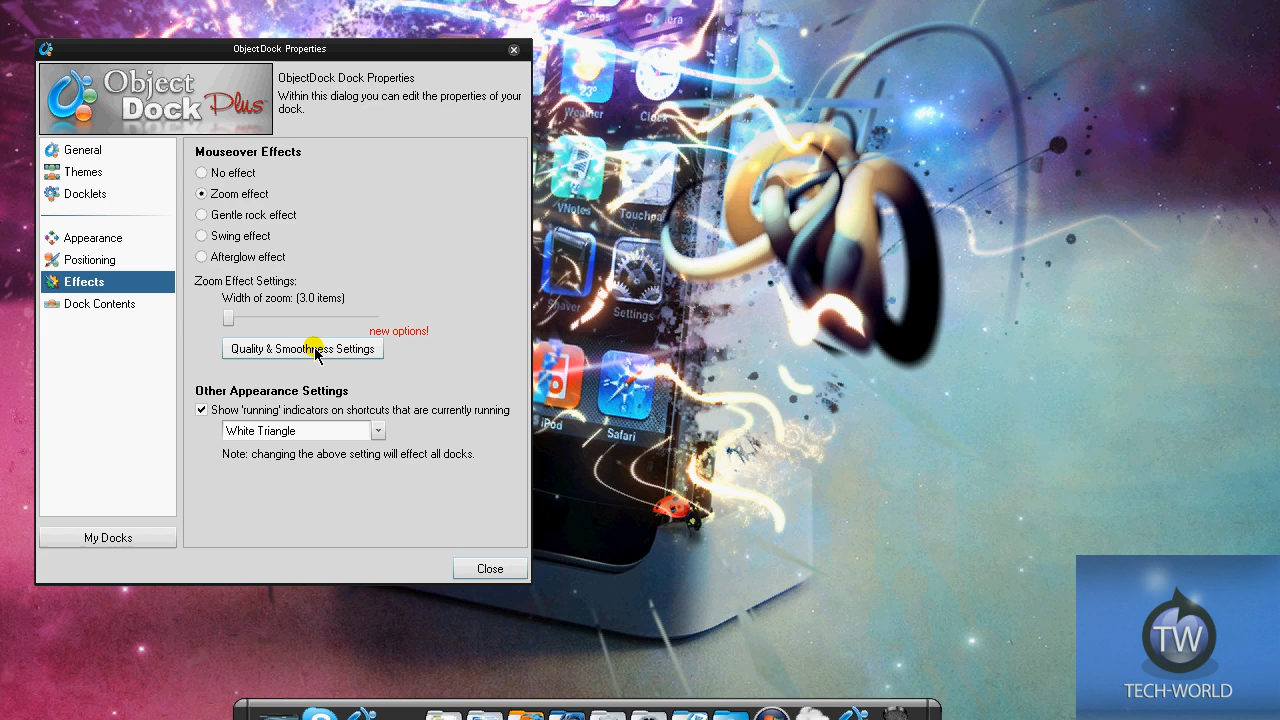 ObjectDock Properties
Object
Dock Plus
ObjectDock Dock Properties
Within this dialog you can edit the properties of your
dock.
General
Themes
Docklets
Appearance
Positioning
Effects
Dock Contents
My Docks
Mouseover Effects
No effect
Zoom effect
Gentle rock effect
Swing effect
Afterglow effect
Zoom Effect Settings:
Width of zoom: (3.0 items)
new options!
Quality & Smoothness Settings
Other Appearance Settings
Show 'running' indicators on shortcuts that are currently running
White Triangle
Note: changing the above setting will effect all docks.
Close
Photos
23°
Weather
Clock
VNotes
Settings
iPod
Safari
TW
TECH-WORLD